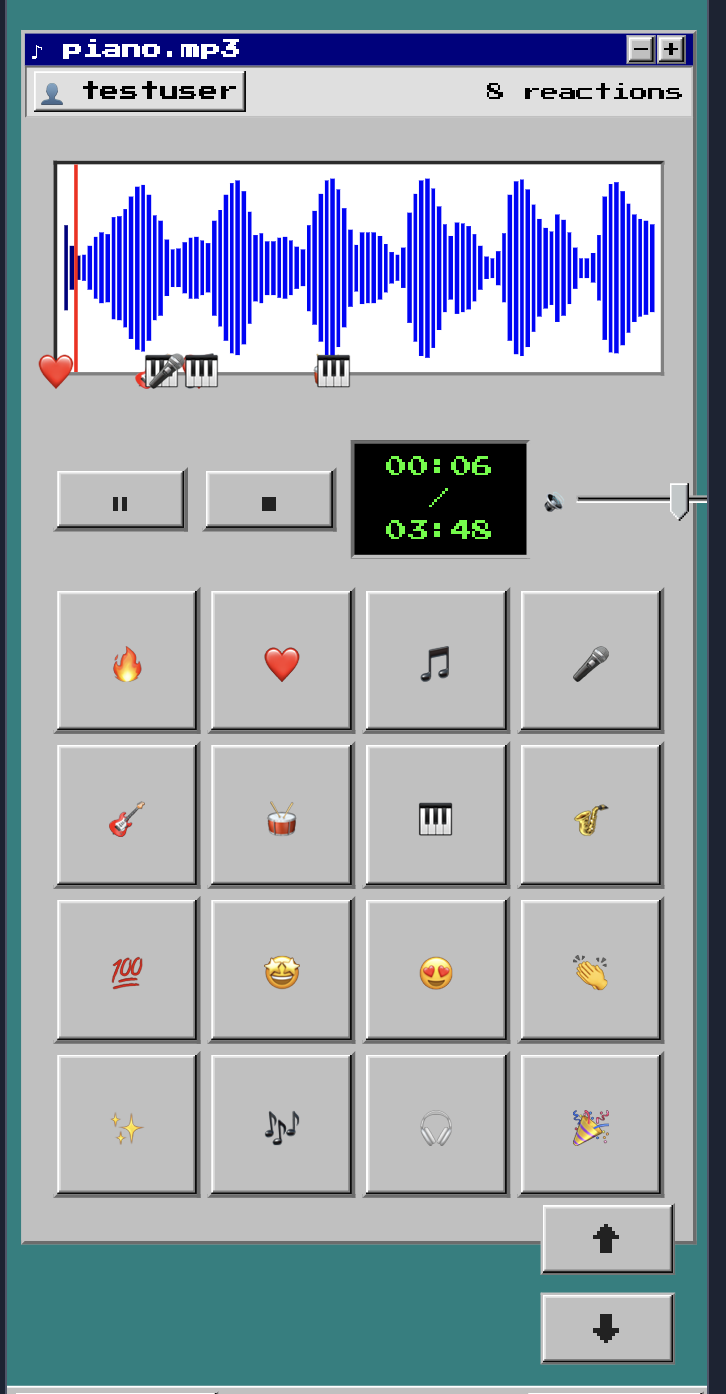 ♪ piano.mp3
testuser
8 reactions
00:06
/
03:48
💯